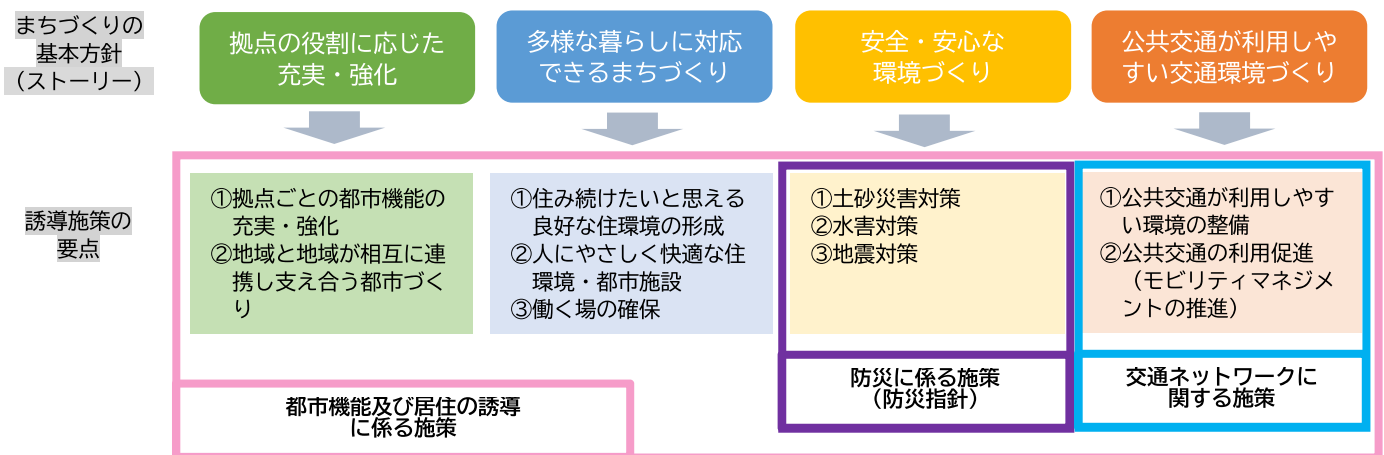 まちづくりの
基本方針
（ストーリー）
拠点の役割に応じた
充実・強化
多様な暮らしに対応
できるまちづくり
安全・安心な
環境づくり
公共交通が利用しや
すい交通環境づくり
誘導施策の
要点
①拠点ごとの都市機能の
充実・強化
②地域と地域が相互に連
携し支え合う都市づく
り
①住み続けたいと思える
良好な住環境の形成
②人にやさしく快適な住
環境・都市施設
③働く場の確保
①土砂災害対策
②水害対策
③地震対策
①公共交通が利用しやす
い環境の整備
②公共交通の利用促進
（モビリティマネジメ
ントの推進）
都市機能及び居住の誘導
に係る施策
防災に係る施策
（防災指針）
交通ネットワークに
関する施策